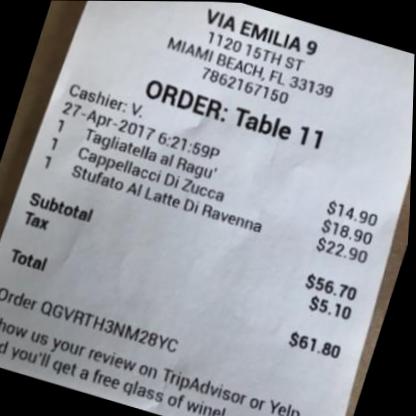 VIA EMILIA 9
1120 15TH ST
MIAMI BEACH, FL 33139
7862167150
ORDER: Table 11
Cashier: V.
27-Apr-2017 6:21:59P
1 Tagliatella al Ragu' $14.90
1 Cappellacci Di Zucca $18.90
1 Stufato Al Latte Di Ravenna $22.90
Subtotal $56.70
Tax $5.10
Total $61.80
Order QGVRTH3NM28YC
how us your review on TripAdvisor or Yelp
d you'll get a free glass of wine!